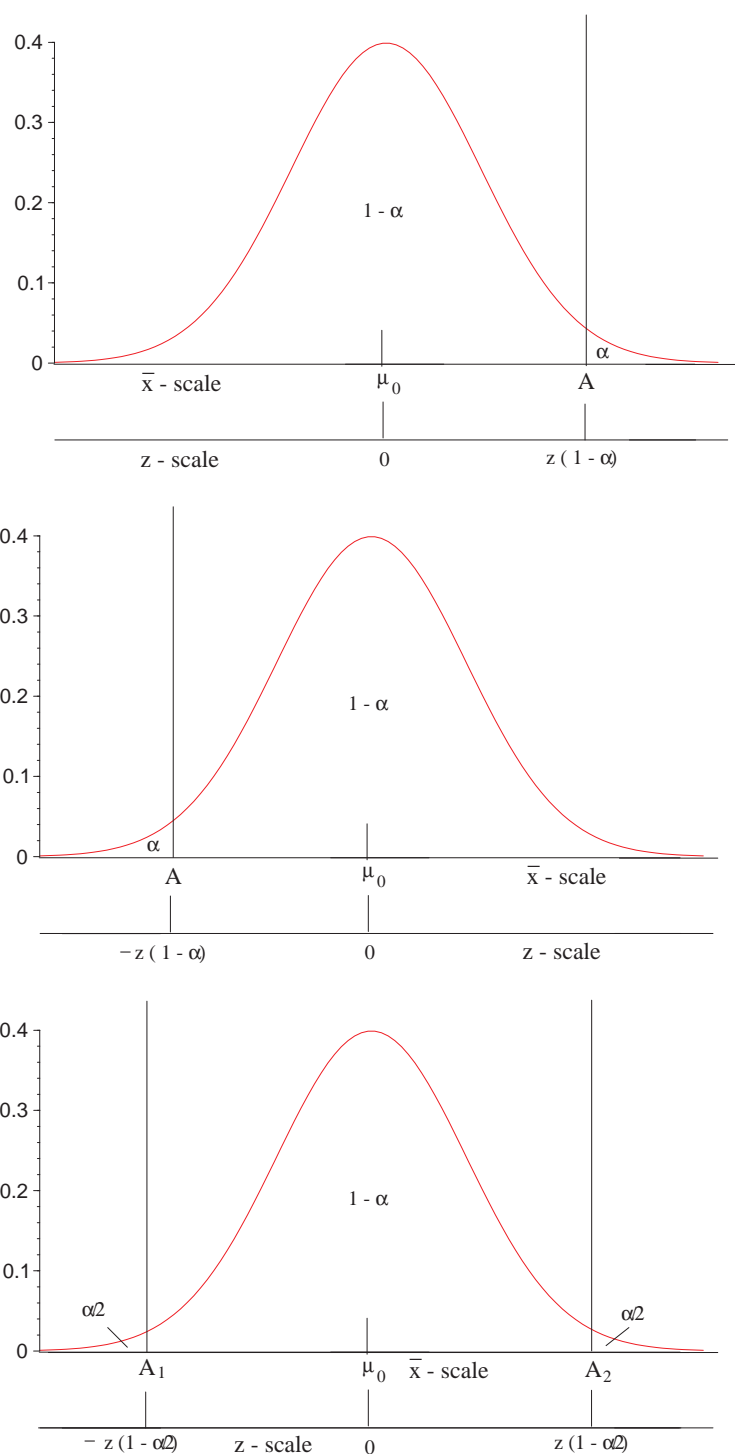 0.4
0.3
0.2
0.1
0
1 - α
α
x̅ - scale μ0 A
z - scale 0 z ( 1 - α)
0.4
0.3
0.2
0.1
0
1 - α
α
A μ0 x̅ - scale
− z ( 1 - α) 0 z - scale
0.4
0.3
0.2
0.1
0
1 - α
α/2 α/2
A1 μ0 x̅ - scale A2
− z (1 - α/2) z - scale 0 z (1 - α/2)